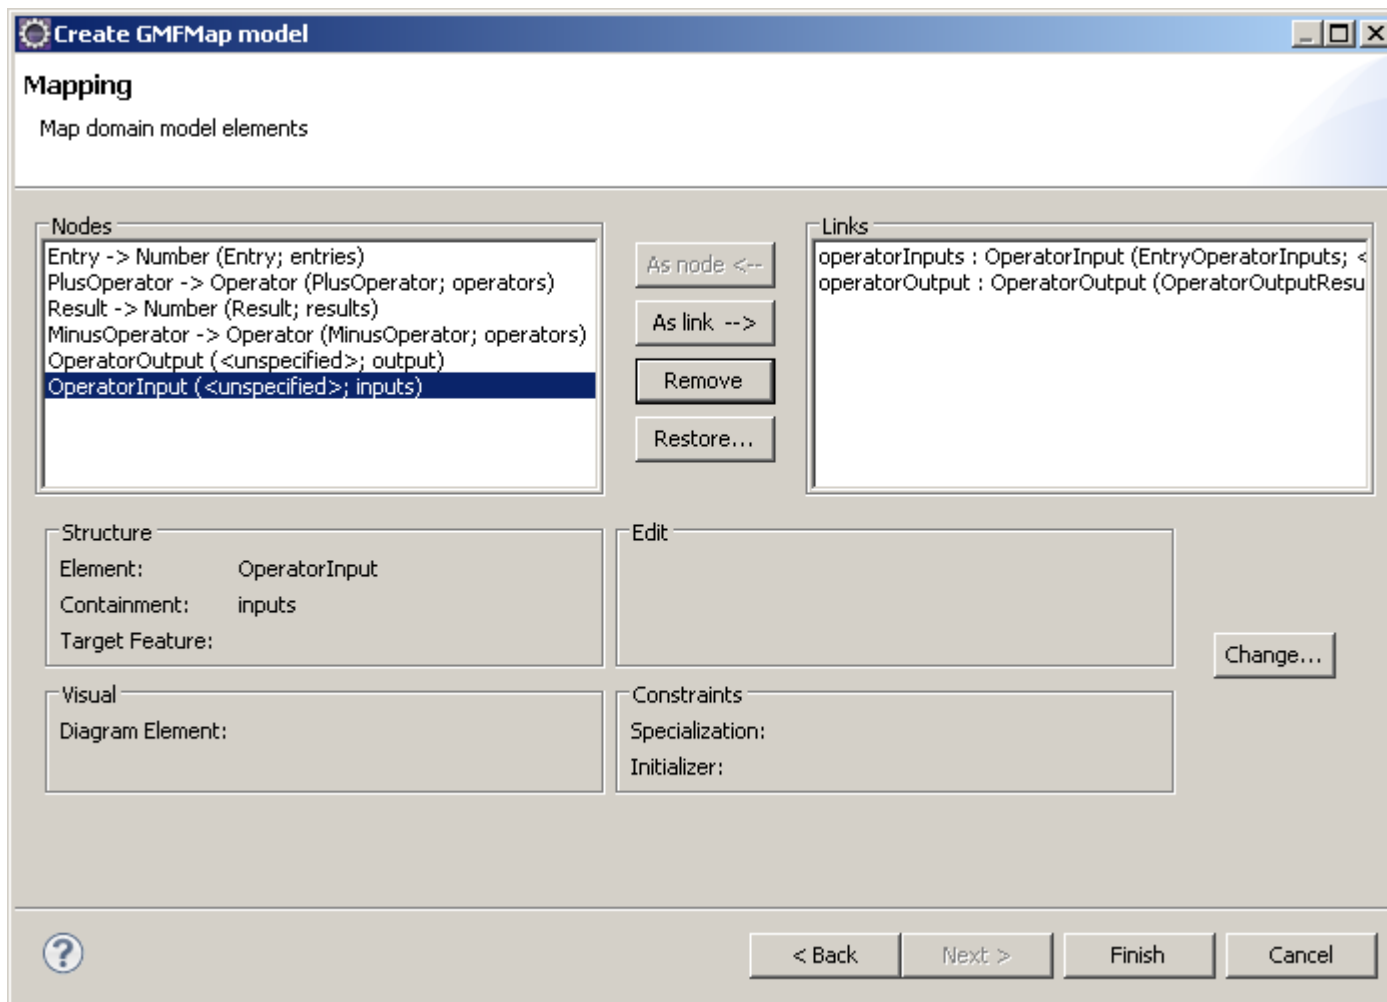 Create GMFMap model
Mapping
Map domain model elements
Nodes
Entry -> Number (Entry; entries)
PlusOperator -> Operator (PlusOperator; operators)
Result -> Number (Result; results)
MinusOperator -> Operator (MinusOperator; operators)
OperatorOutput (<unspecified>; output)
OperatorInput (<unspecified>; inputs)
As node <--
As link -->
Remove
Restore...
Links
operatorInputs : OperatorInput (EntryOperatorInputs; <
operatorOutput : OperatorOutput (OperatorOutputResu
Structure
Element: OperatorInput
Containment: inputs
Target Feature:
Edit
Change...
Visual
Diagram Element:
Constraints
Specialization:
Initializer:
?
< Back
Next >
Finish
Cancel